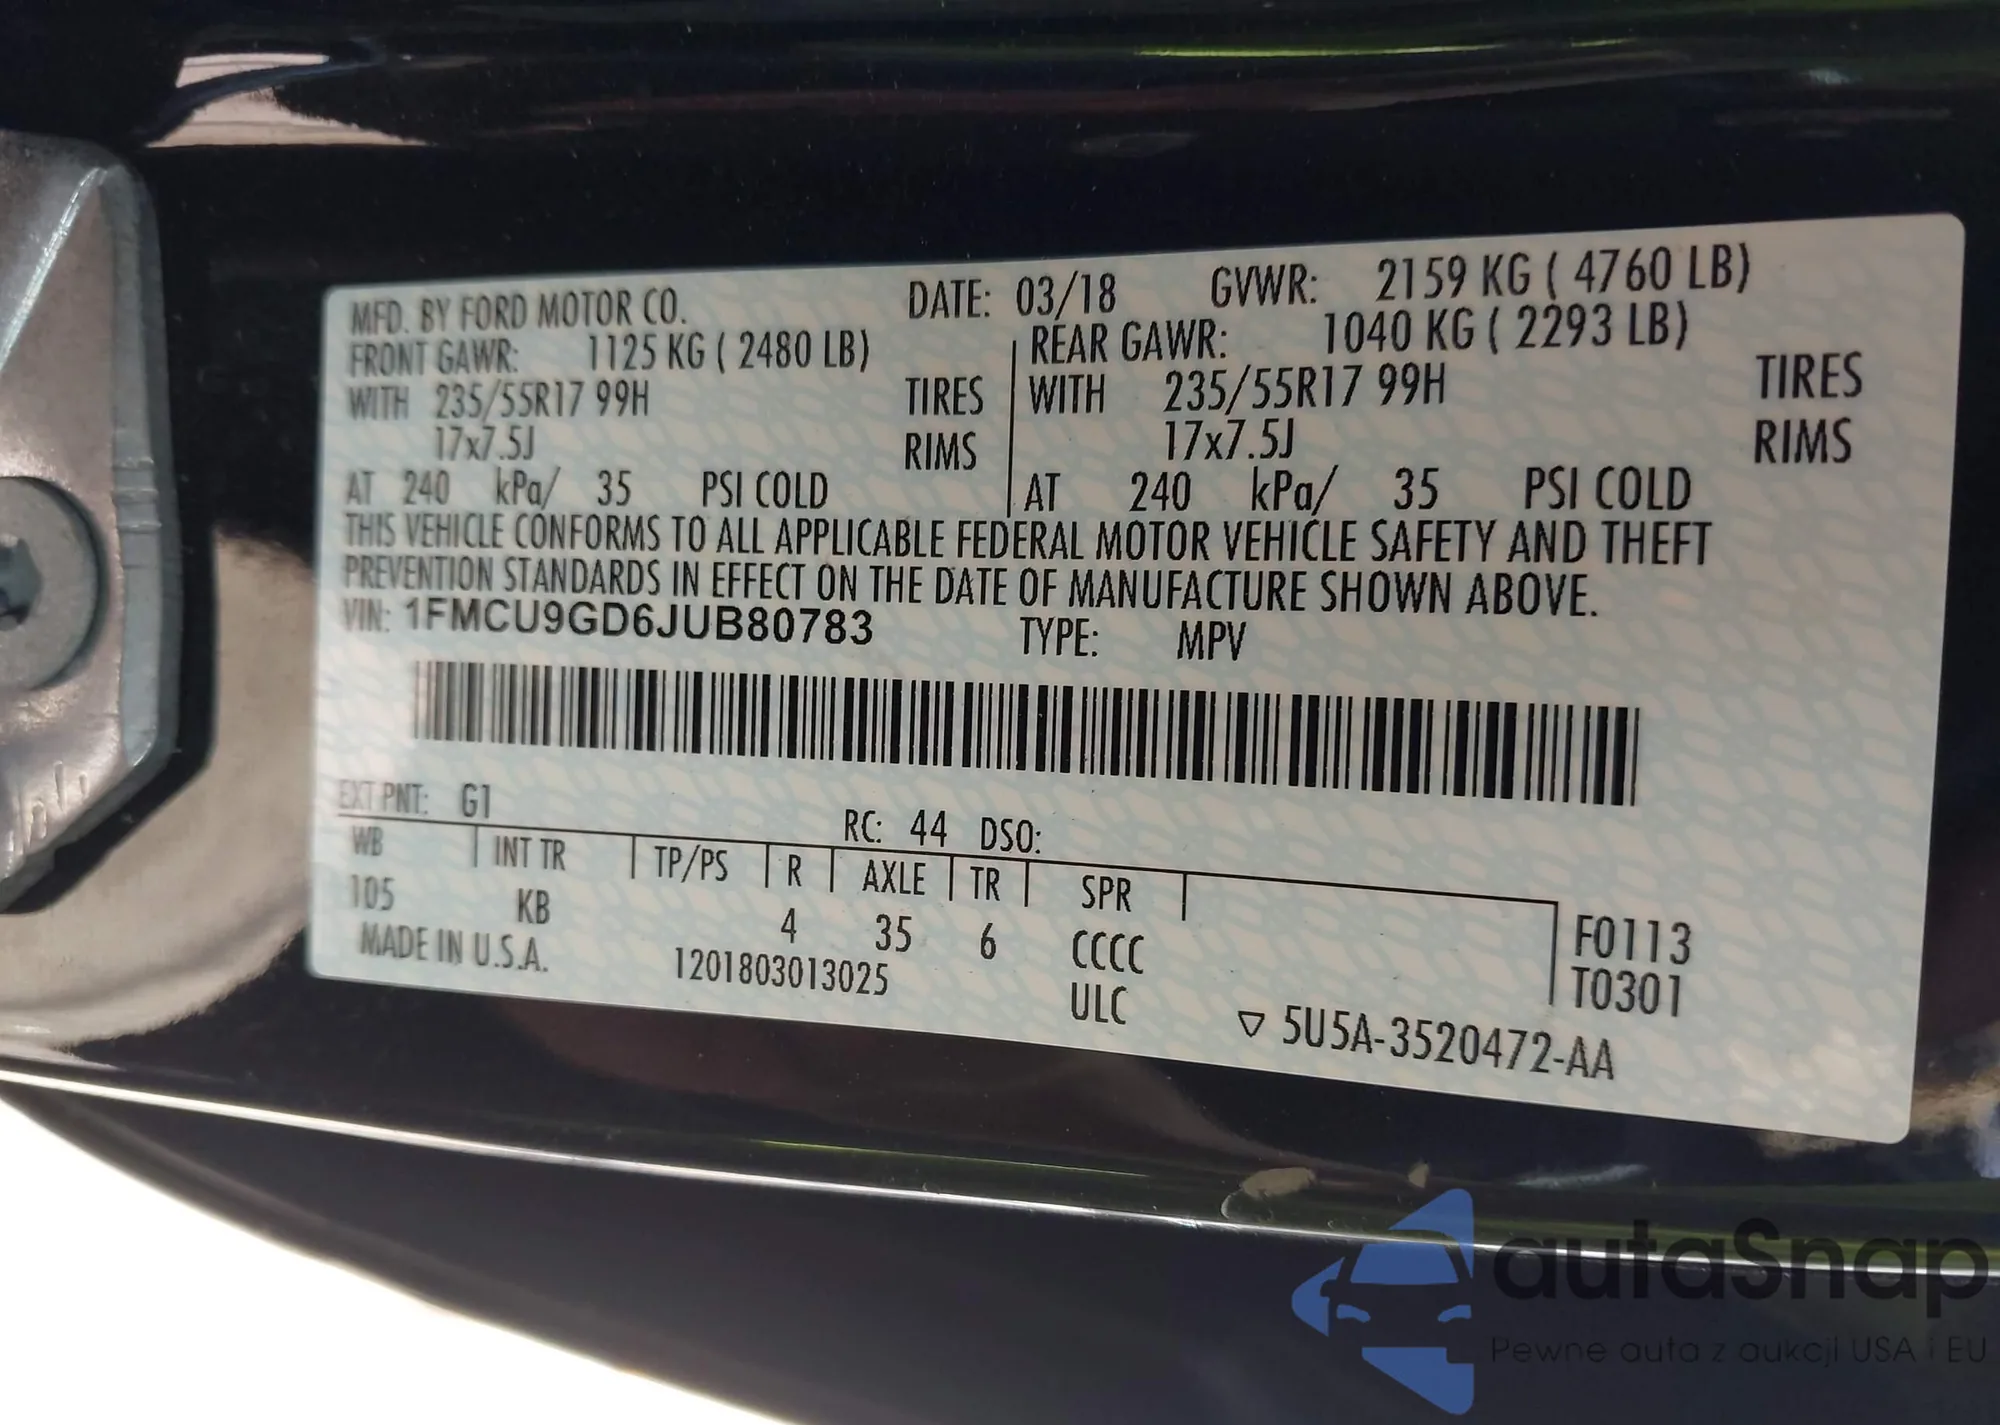 MFD. BY FORD MOTOR CO. DATE: 03/18 GVWR: 2159 KG ( 4760 LB)
FRONT GAWR: 1125 KG ( 2480 LB) REAR GAWR: 1040 KG ( 2293 LB)
WITH 235/55R17 99H TIRES WITH 235/55R17 99H TIRES
17x7.5J RIMS 17x7.5J RIMS
AT 240 kPa/ 35 PSI COLD AT 240 kPa/ 35 PSI COLD
THIS VEHICLE CONFORMS TO ALL APPLICABLE FEDERAL MOTOR VEHICLE SAFETY AND THEFT
PREVENTION STANDARDS IN EFFECT ON THE DATE OF MANUFACTURE SHOWN ABOVE.
VIN: 1FMCU9GD6JUB80783 TYPE: MPV
EXT PNT: G1 RC: 44 DSO:
WB INT TR TP/PS R AXLE TR SPR
105 KB 4 35 6 CCCC F0113
MADE IN U.S.A. 1201803013025 ULC T0301
▽ 5U5A-3520472-AA
autaSnap
Pewne auta z aukcji USA i EU